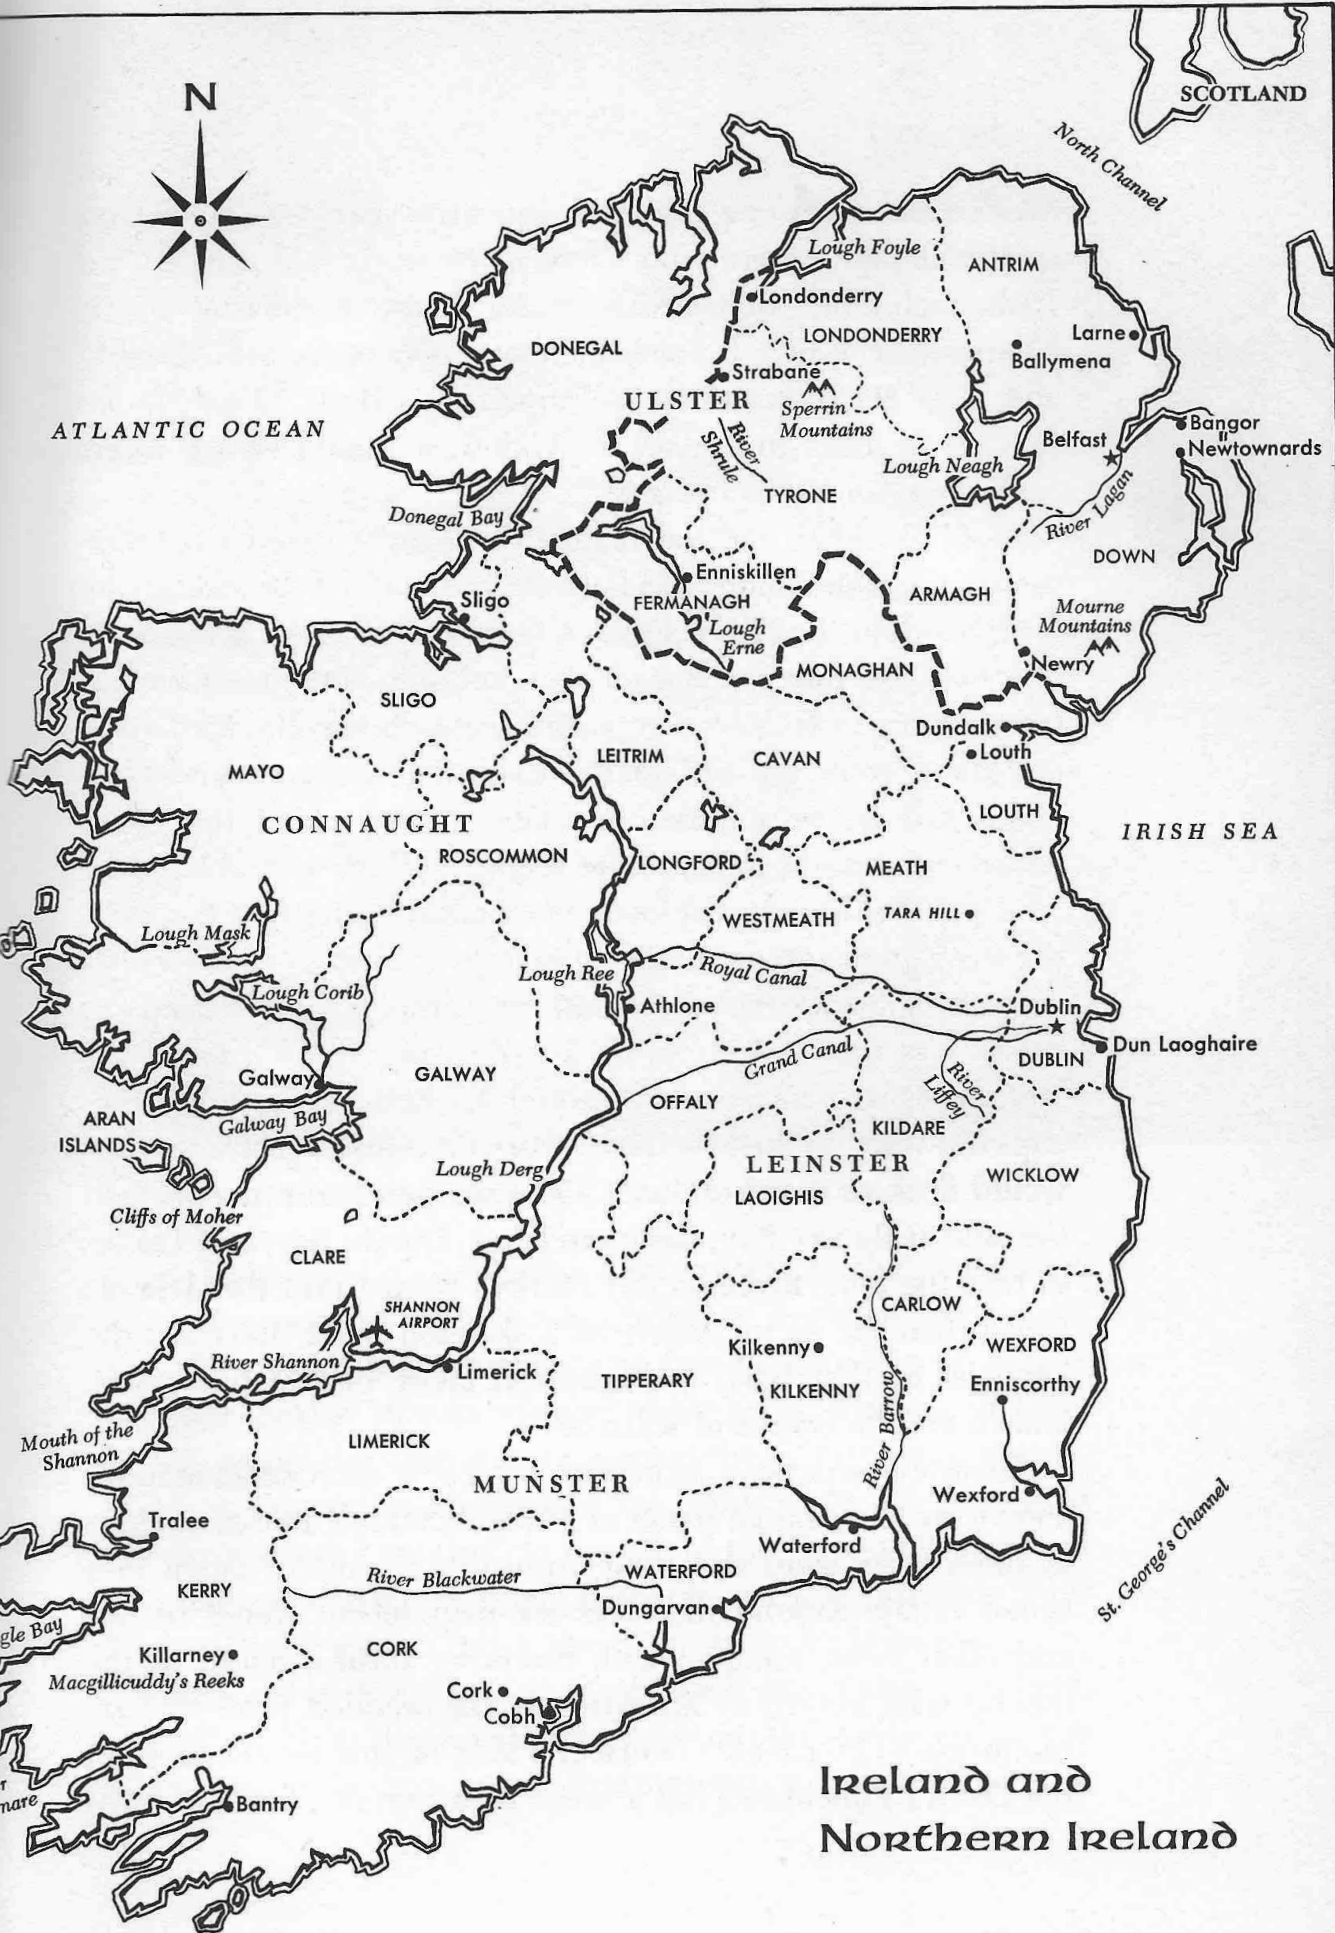 N
SCOTLAND
North Channel
Lough Foyle
ANTRIM
Londonderry
LONDONDERRY
Larne
DONEGAL
Ballymena
Strabane
ULSTER
Sperrin
Mountains
ATLANTIC OCEAN
Bangor
Belfast
Newtownards
River
Shrule
Lough Neagh
TYRONE
Donegal Bay
River Lagan
DOWN
Enniskillen
Sligo
FERMANAGH
ARMAGH
Mourne
Mountains
Lough
Erne
Newry
MONAGHAN
SLIGO
Dundalk
Louth
LEITRIM
CAVAN
MAYO
LOUTH
CONNAUGHT
IRISH SEA
ROSCOMMON
LONGFORD
MEATH
WESTMEATH
TARA HILL
Lough Mask
Lough Ree
Royal Canal
Lough Corib
Athlone
Dublin
Dun Laoghaire
Grand Canal
DUBLIN
Galway
GALWAY
River
Liffey
OFFALY
ARAN
ISLANDS
Galway Bay
KILDARE
Lough Derg
LEINSTER
WICKLOW
LAOIGHIS
Cliffs of Moher
CLARE
SHANNON
AIRPORT
CARLOW
Kilkenny
WEXFORD
River Shannon
Limerick
TIPPERARY
KILKENNY
Enniscorthy
River Barrow
Mouth of the
Shannon
LIMERICK
MUNSTER
Wexford
Tralee
Waterford
St. George's Channel
River Blackwater
WATERFORD
KERRY
Dungarvan
gle Bay
CORK
Killarney
Macgillicuddy's Reeks
Cork
Cobh
r
mare
Bantry
Ireland and
Northern Ireland